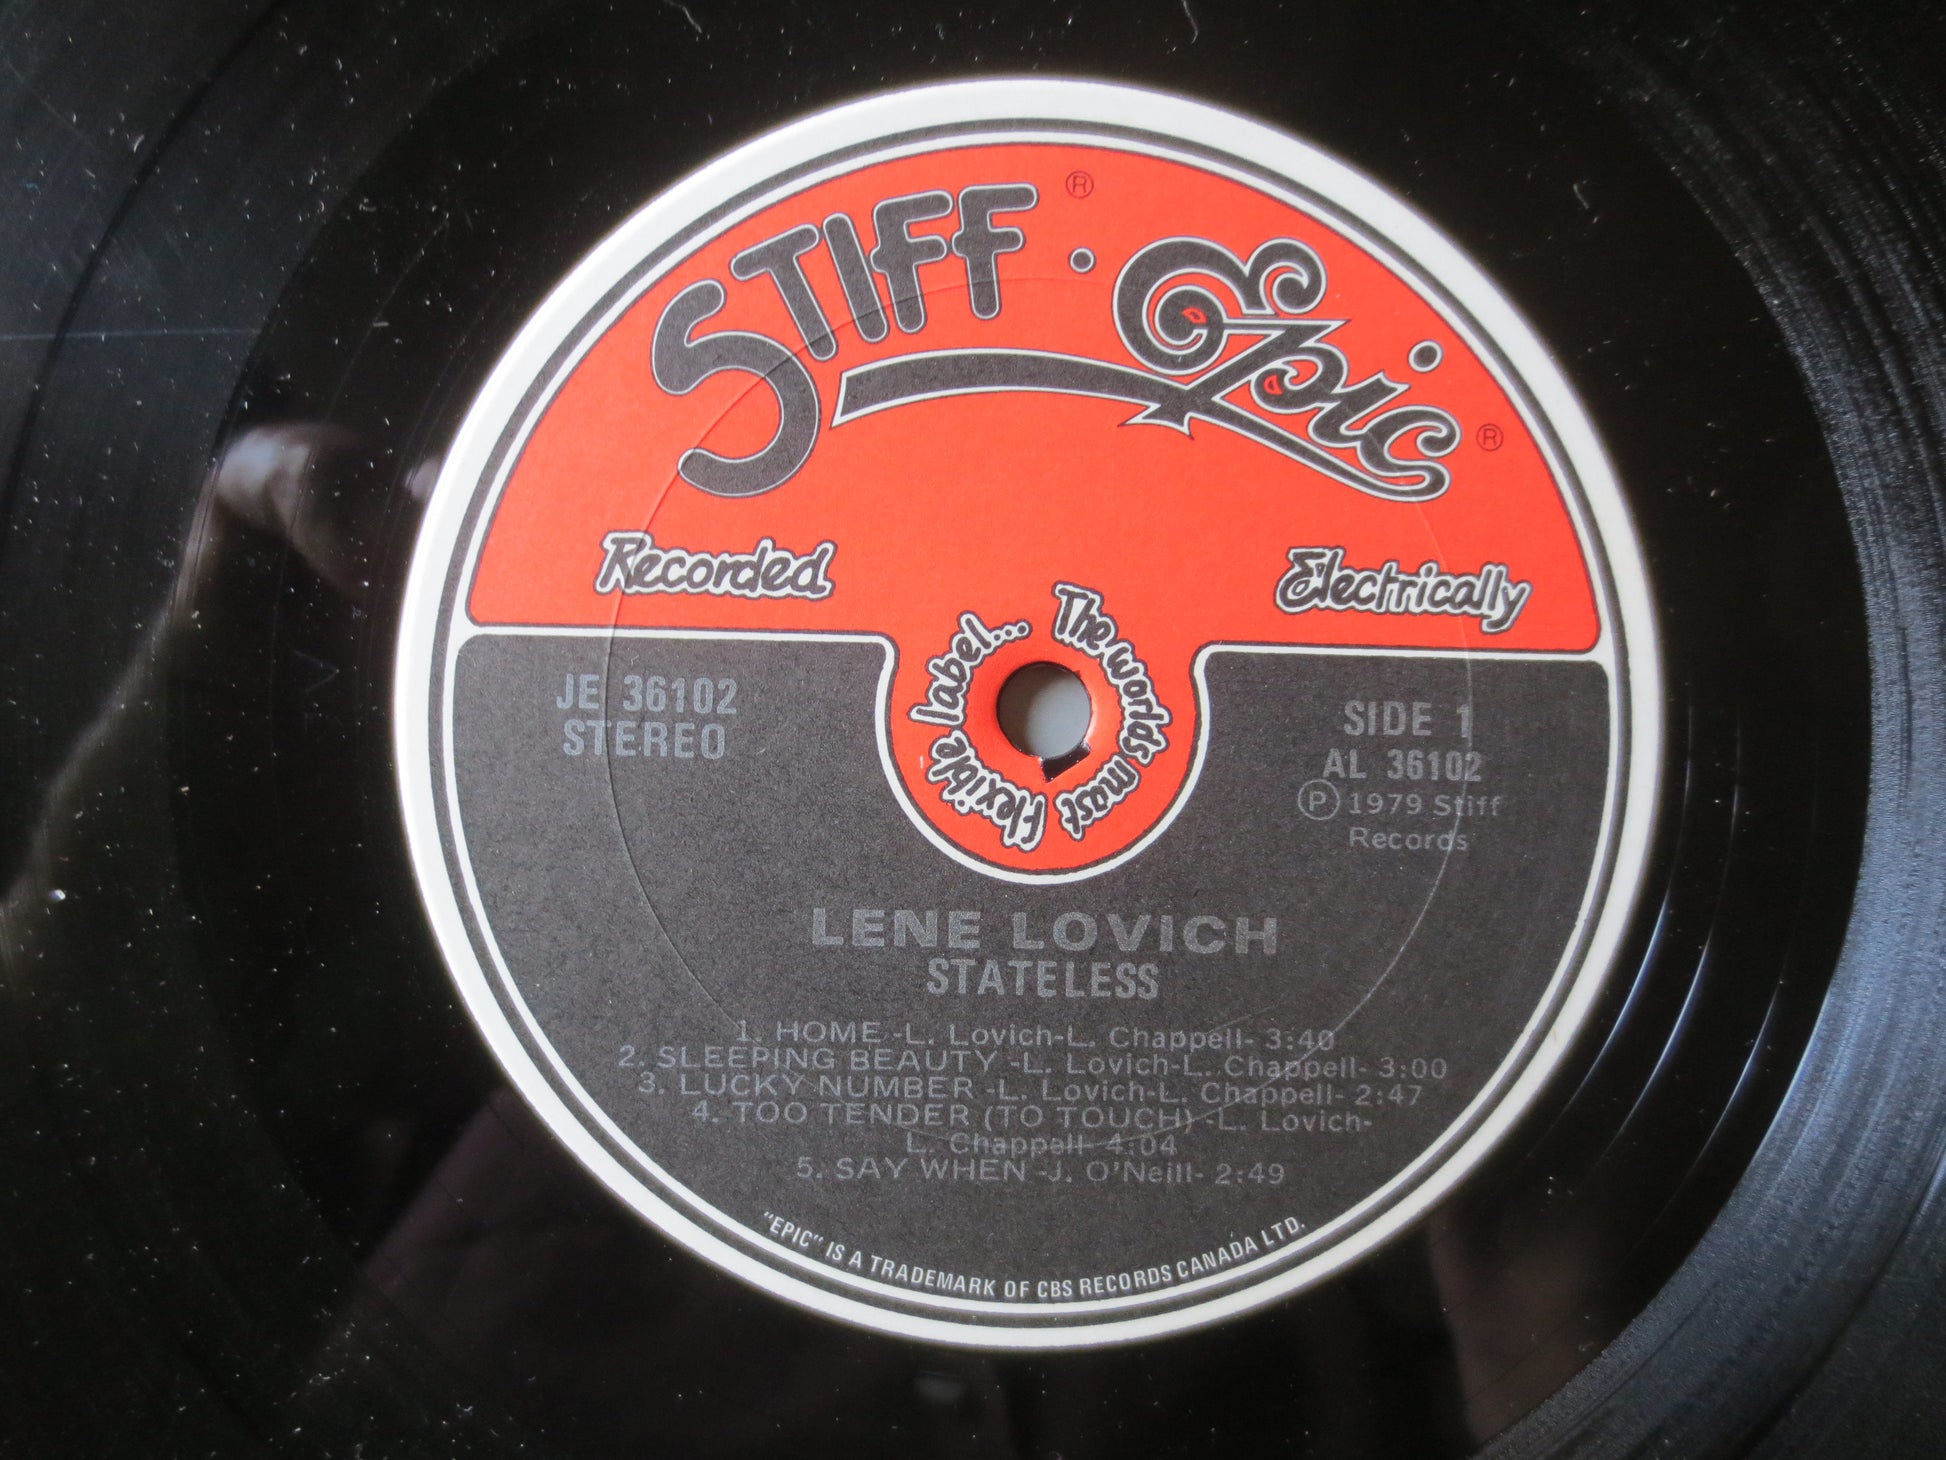 STIFF ® • Epic ®
Recorded
Electrically
The worlds most
flexible label...
JE 36102
STEREO
SIDE 1
AL 36102
Ⓟ 1979 Stiff
Records
LENE LOVICH
STATELESS
1. HOME -L. Lovich-L. Chappell- 3:40
2. SLEEPING BEAUTY -L. Lovich-L. Chappell- 3:00
3. LUCKY NUMBER -L. Lovich-L. Chappell- 2:47
4. TOO TENDER (TO TOUCH) -L. Lovich-
L. Chappell- 4:04
5. SAY WHEN -J. O'Neill- 2:49
"EPIC" IS A TRADEMARK OF CBS RECORDS CANADA LTD.